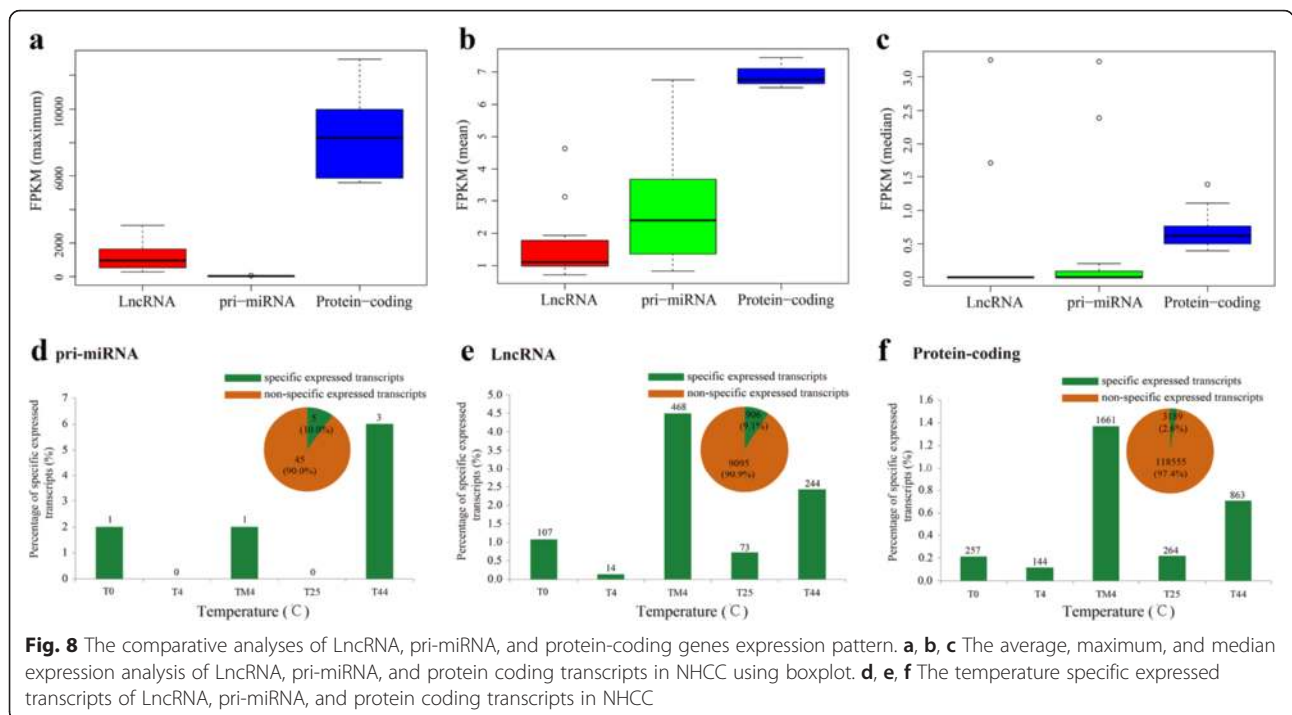 a
b
c
FPKM (maximum)
0 2000 6000 10000
LncRNA pri−miRNA Protein−coding
FPKM (mean)
1 2 3 4 5 6 7
LncRNA pri−miRNA Protein−coding
FPKM (median)
0.0 0.5 1.0 1.5 2.0 2.5 3.0
LncRNA pri−miRNA Protein−coding
d pri-miRNA
specific expressed transcripts
non-specific expressed transcripts
Percentage of specific expressed
transcripts (%)
7
6
5
4
3
2
1
0
5
(10.0%)
45
(90.0%)
1
0
1
0
3
T0 T4 TM4 T25 T44
Temperature (℃)
e LncRNA
specific expressed transcripts
non-specific expressed transcripts
Percentage of specific expressed
transcripts (%)
5.0
4.5
4.0
3.5
3.0
2.5
2.0
1.5
1.0
0.5
0.0
906
(9.1%)
9095
(90.9%)
107
14
468
73
244
T0 T4 TM4 T25 T44
Temperature (℃)
f Protein-coding
specific expressed transcripts
non-specific expressed transcripts
Percentage of specific expressed
transcripts (%)
1.6
1.4
1.2
1.0
0.8
0.6
0.4
0.2
0.0
3189
(2.6%)
118555
(97.4%)
257
144
1661
264
863
T0 T4 TM4 T25 T44
Temperature (℃)
Fig. 8 The comparative analyses of LncRNA, pri-miRNA, and protein-coding genes expression pattern. a, b, c The average, maximum, and median
expression analysis of LncRNA, pri-miRNA, and protein coding transcripts in NHCC using boxplot. d, e, f The temperature specific expressed
transcripts of LncRNA, pri-miRNA, and protein coding transcripts in NHCC